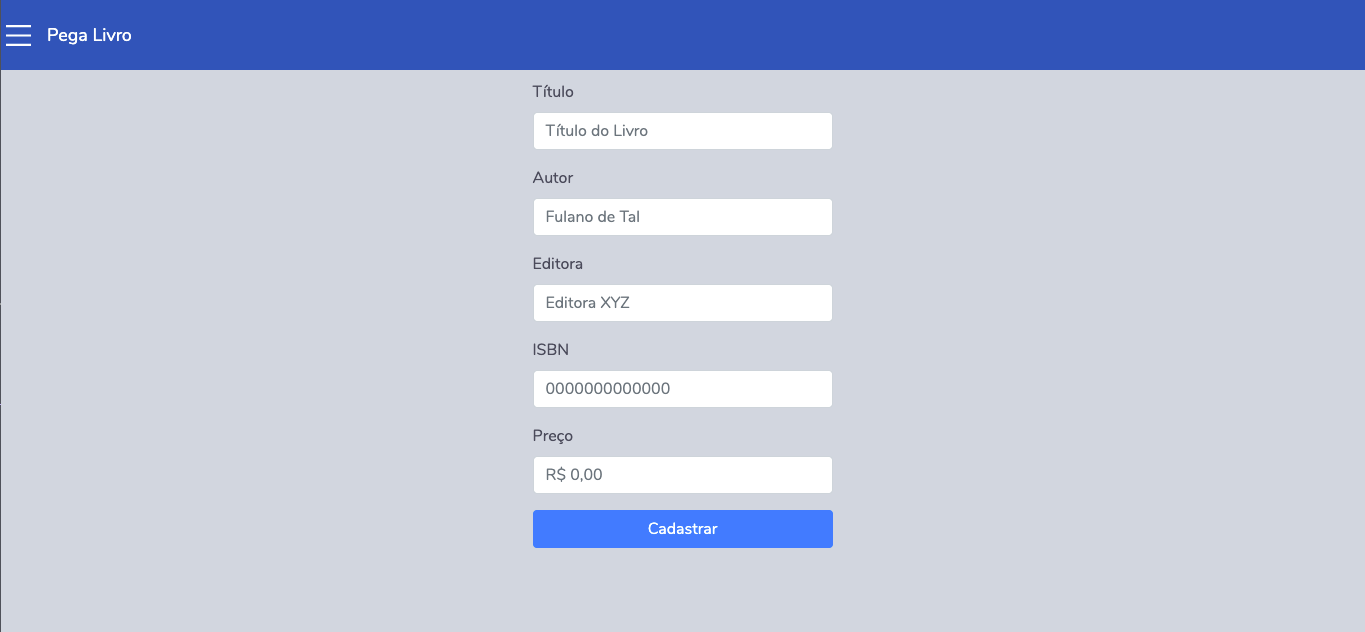 Pega Livro
Título
Título do Livro
Autor
Fulano de Tal
Editora
Editora XYZ
ISBN
0000000000000
Preço
R$ 0,00
Cadastrar